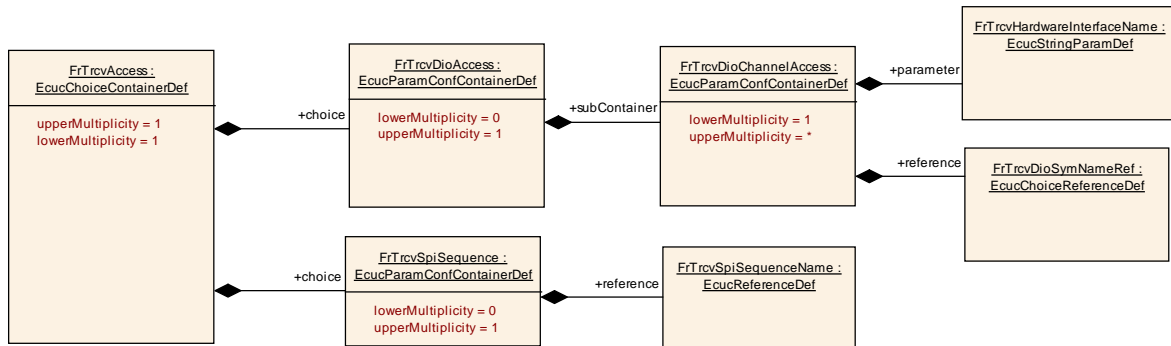 FrTrcvAccess :
EcucChoiceContainerDef
upperMultiplicity = 1
lowerMultiplicity = 1
+choice
FrTrcvDioAccess :
EcucParamConfContainerDef
lowerMultiplicity = 0
upperMultiplicity = 1
+subContainer
FrTrcvDioChannelAccess :
EcucParamConfContainerDef
lowerMultiplicity = 1
upperMultiplicity = *
+parameter
FrTrcvHardwareInterfaceName :
EcucStringParamDef
+reference
FrTrcvDioSymNameRef :
EcucChoiceReferenceDef
+choice
FrTrcvSpiSequence :
EcucParamConfContainerDef
lowerMultiplicity = 0
upperMultiplicity = 1
+reference
FrTrcvSpiSequenceName :
EcucReferenceDef